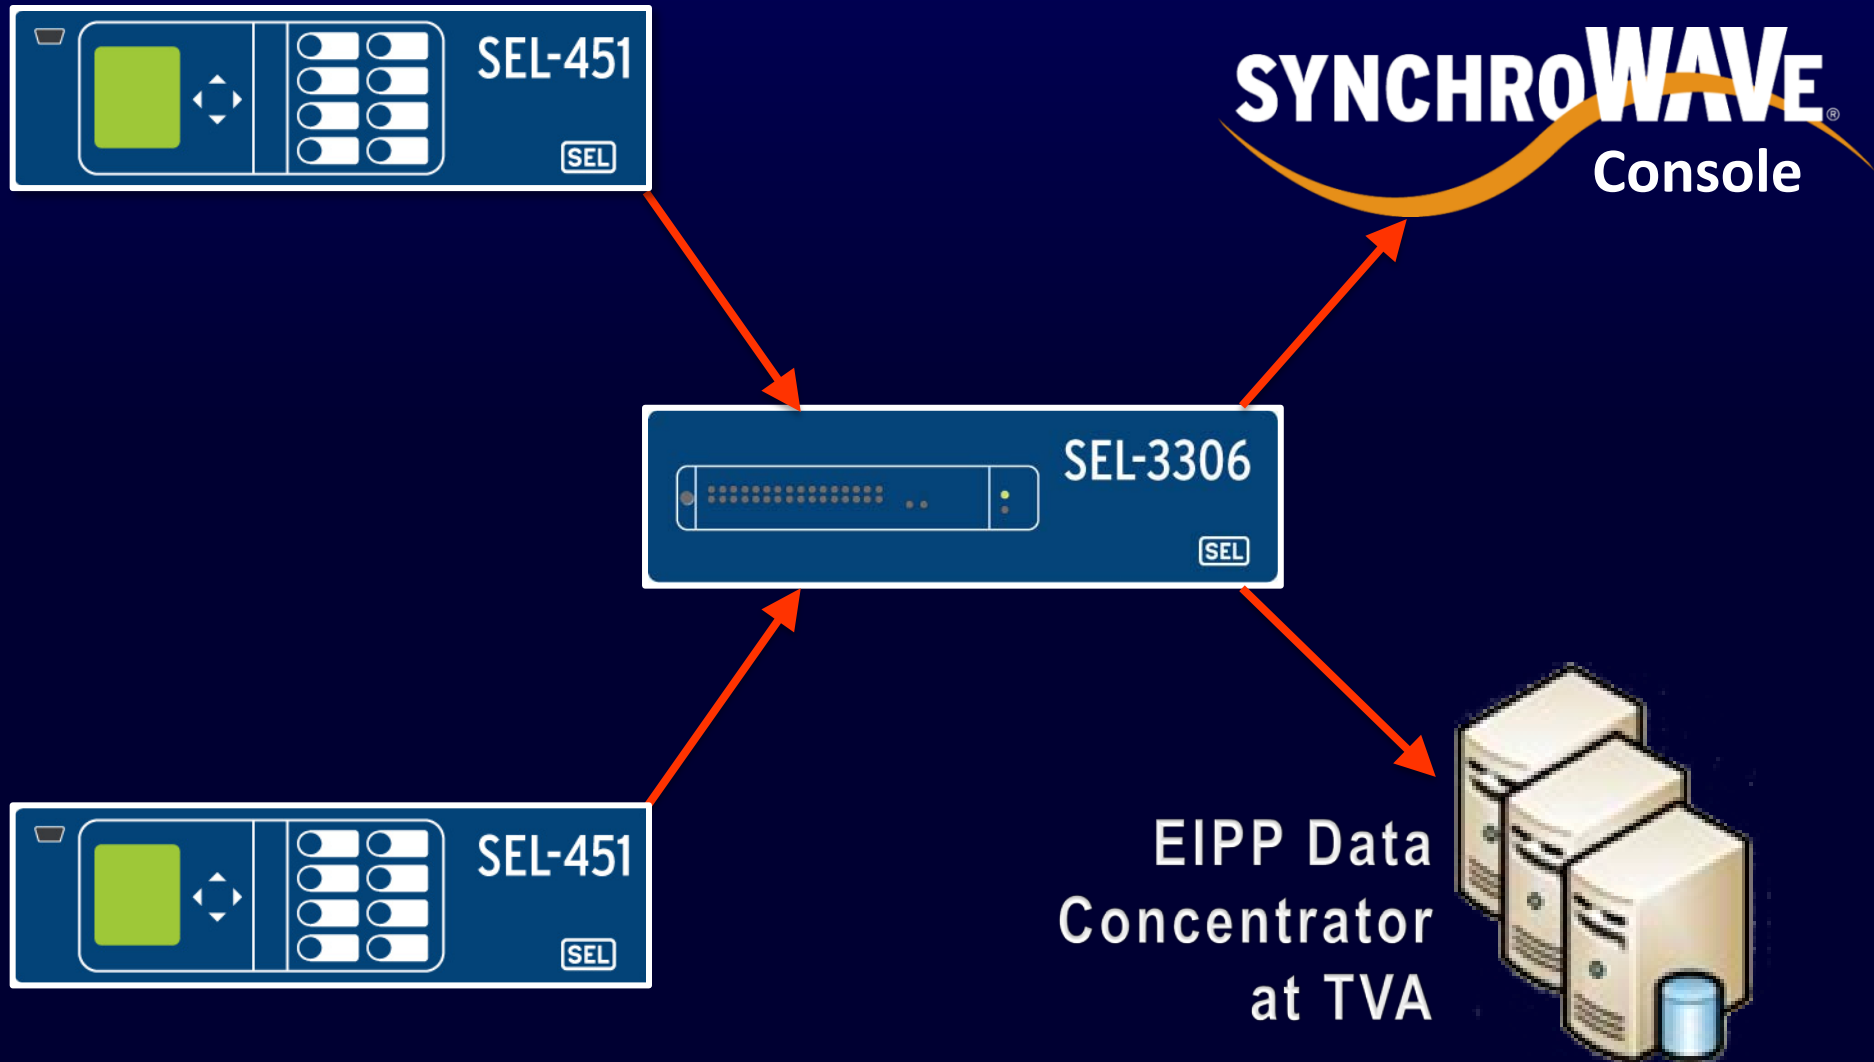 SEL-451
SEL
SYNCHROWAVE®
Console
SEL-3306
SEL
SEL-451
SEL
EIPP Data
Concentrator
at TVA